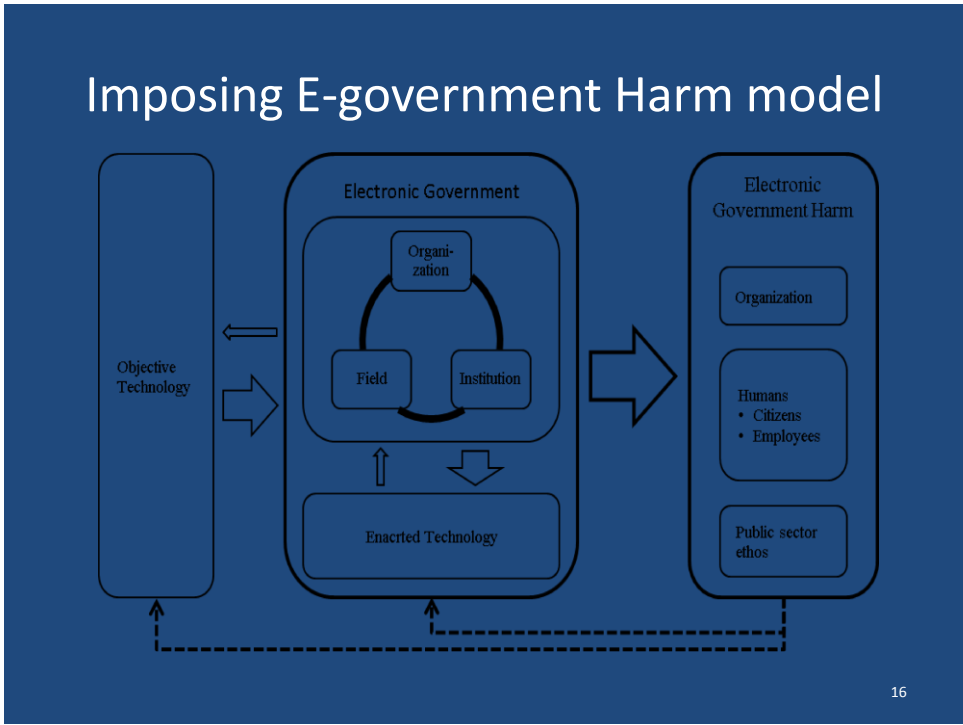 Imposing E-government Harm model
Objective
Technology
Electronic Government
Organi-
zation
Field
Institution
Enacrted Technology
Electronic
Government Harm
Organization
Humans
• Citizens
• Employees
Public sector
ethos
16